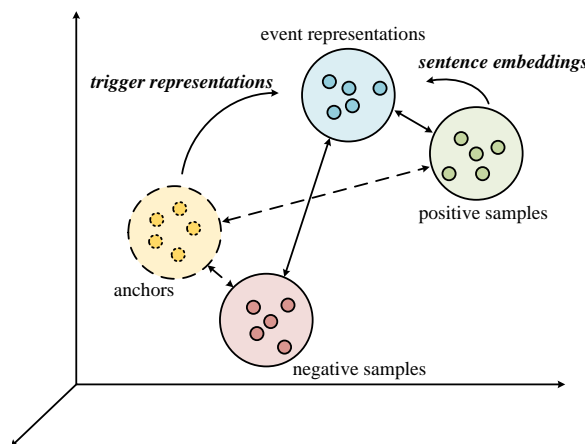 event representations
trigger representations
sentence embeddings
positive samples
anchors
negative samples